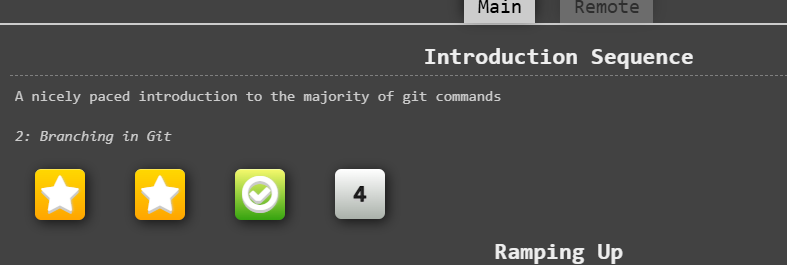 Main Remote
Introduction Sequence
A nicely paced introduction to the majority of git commands
2: Branching in Git
4
Ramping Up